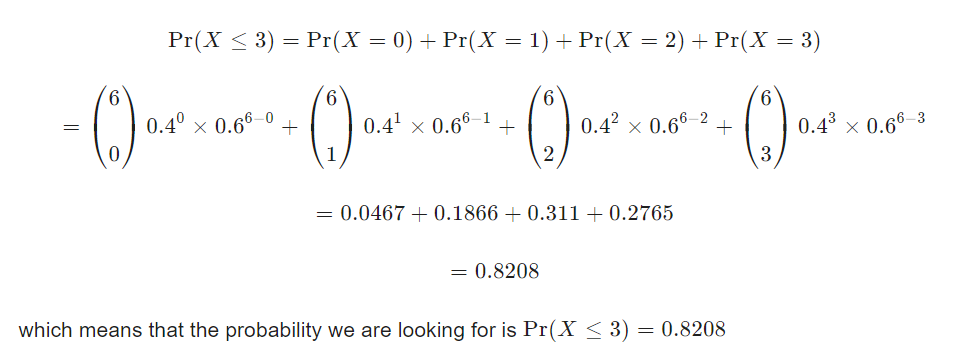 Pr(X ≤ 3) = Pr(X = 0) + Pr(X = 1) + Pr(X = 2) + Pr(X = 3)
= (6 0) 0.4^0 × 0.6^{6−0} + (6 1) 0.4^1 × 0.6^{6−1} + (6 2) 0.4^2 × 0.6^{6−2} + (6 3) 0.4^3 × 0.6^{6−3}
= 0.0467 + 0.1866 + 0.311 + 0.2765
= 0.8208
which means that the probability we are looking for is Pr(X ≤ 3) = 0.8208